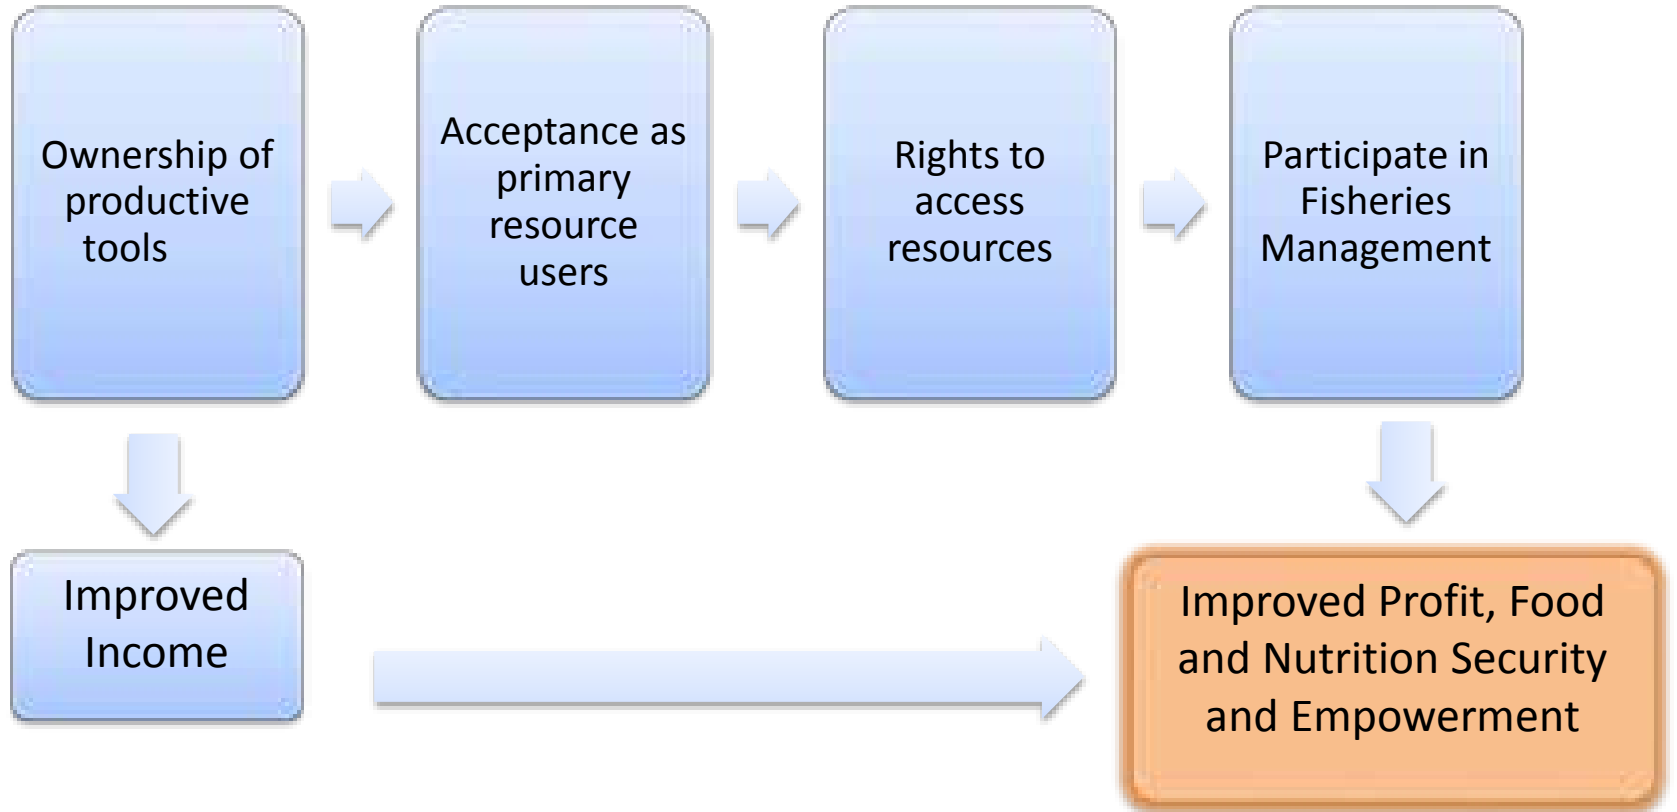 Ownership of
productive
tools
Acceptance as
primary
resource
users
Rights to
access
resources
Participate in
Fisheries
Management
Improved
Income
Improved Profit, Food
and Nutrition Security
and Empowerment